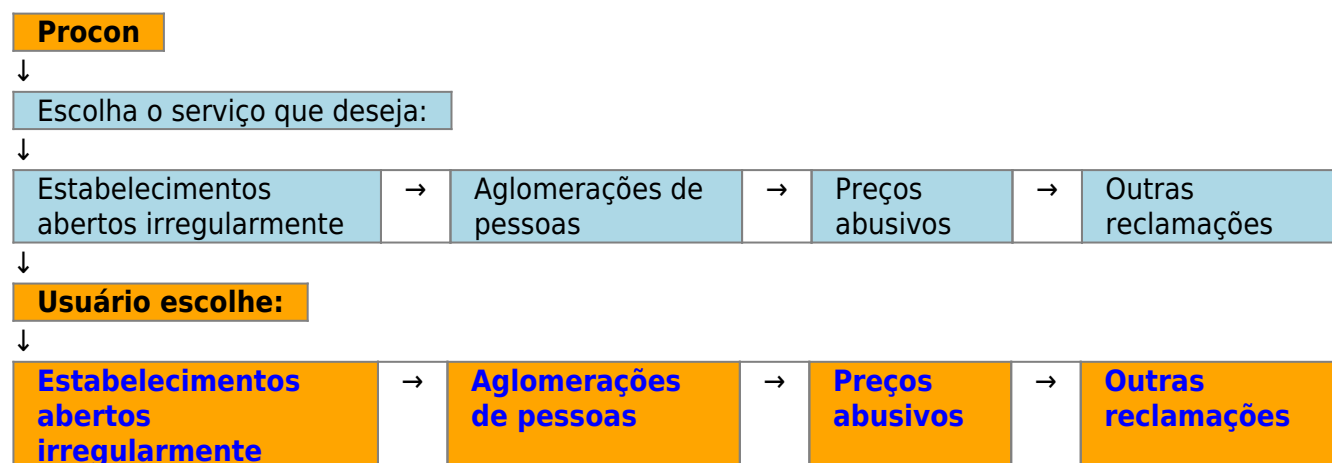 Procon
↓
Escolha o serviço que deseja:
↓
Estabelecimentos → Aglomerações de → Preços → Outras
abertos irregularmente pessoas abusivos reclamações
↓
Usuário escolhe:
↓
Estabelecimentos → Aglomerações → Preços → Outras
abertos de pessoas abusivos reclamações
irregularmente